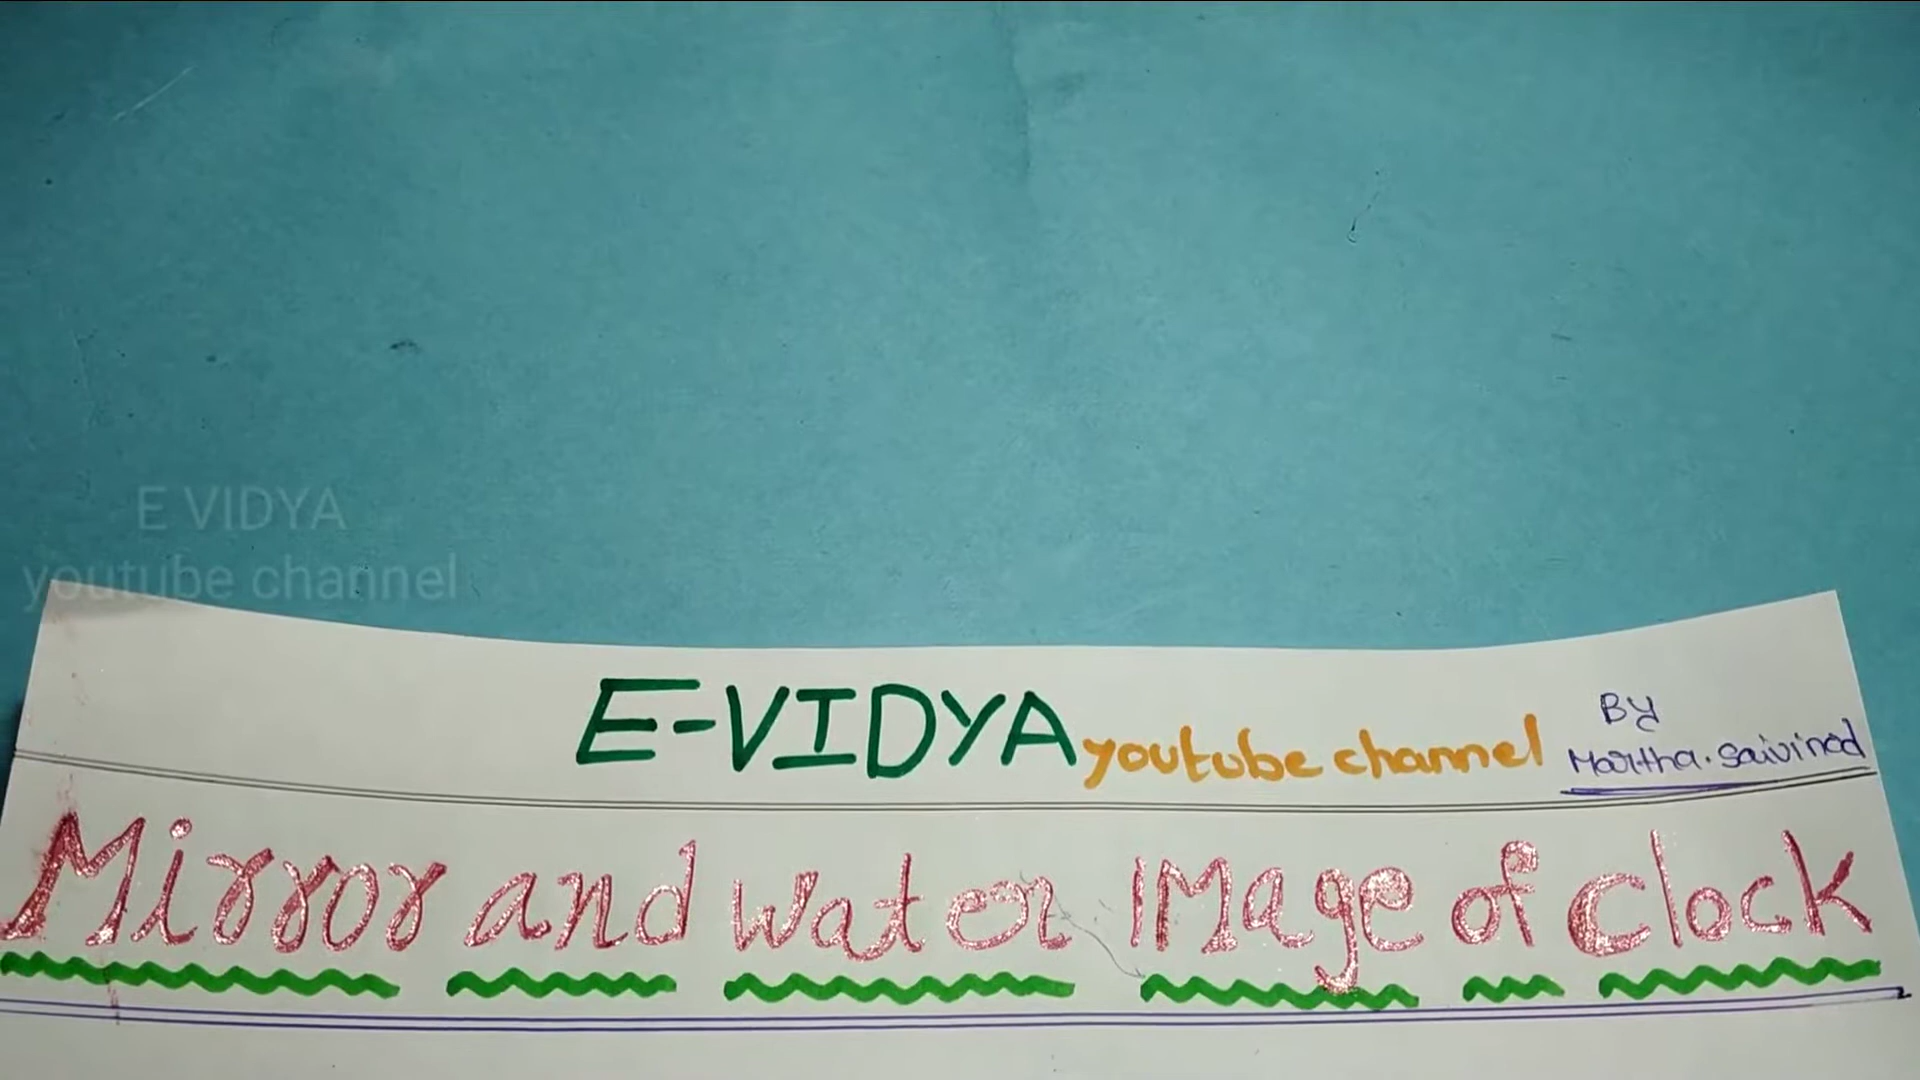 E VIDYA
youtube channel
E-VIDYA youtube channel
By
Martha. Saivinod
Mirror and water IMage of clock